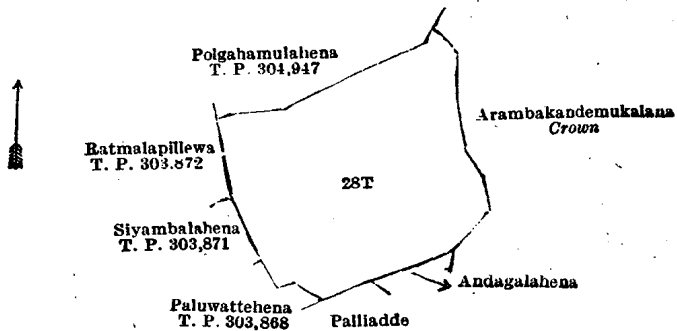 Polgahamulahena
T. P. 304,947
Arambakandemukalana
Crown
Ratmalapillewa
T. P. 303.872
28T
Siyambalahena
T. P. 303,871
Andagalahena
Paluwattehena
T. P. 303,868
Palliadde